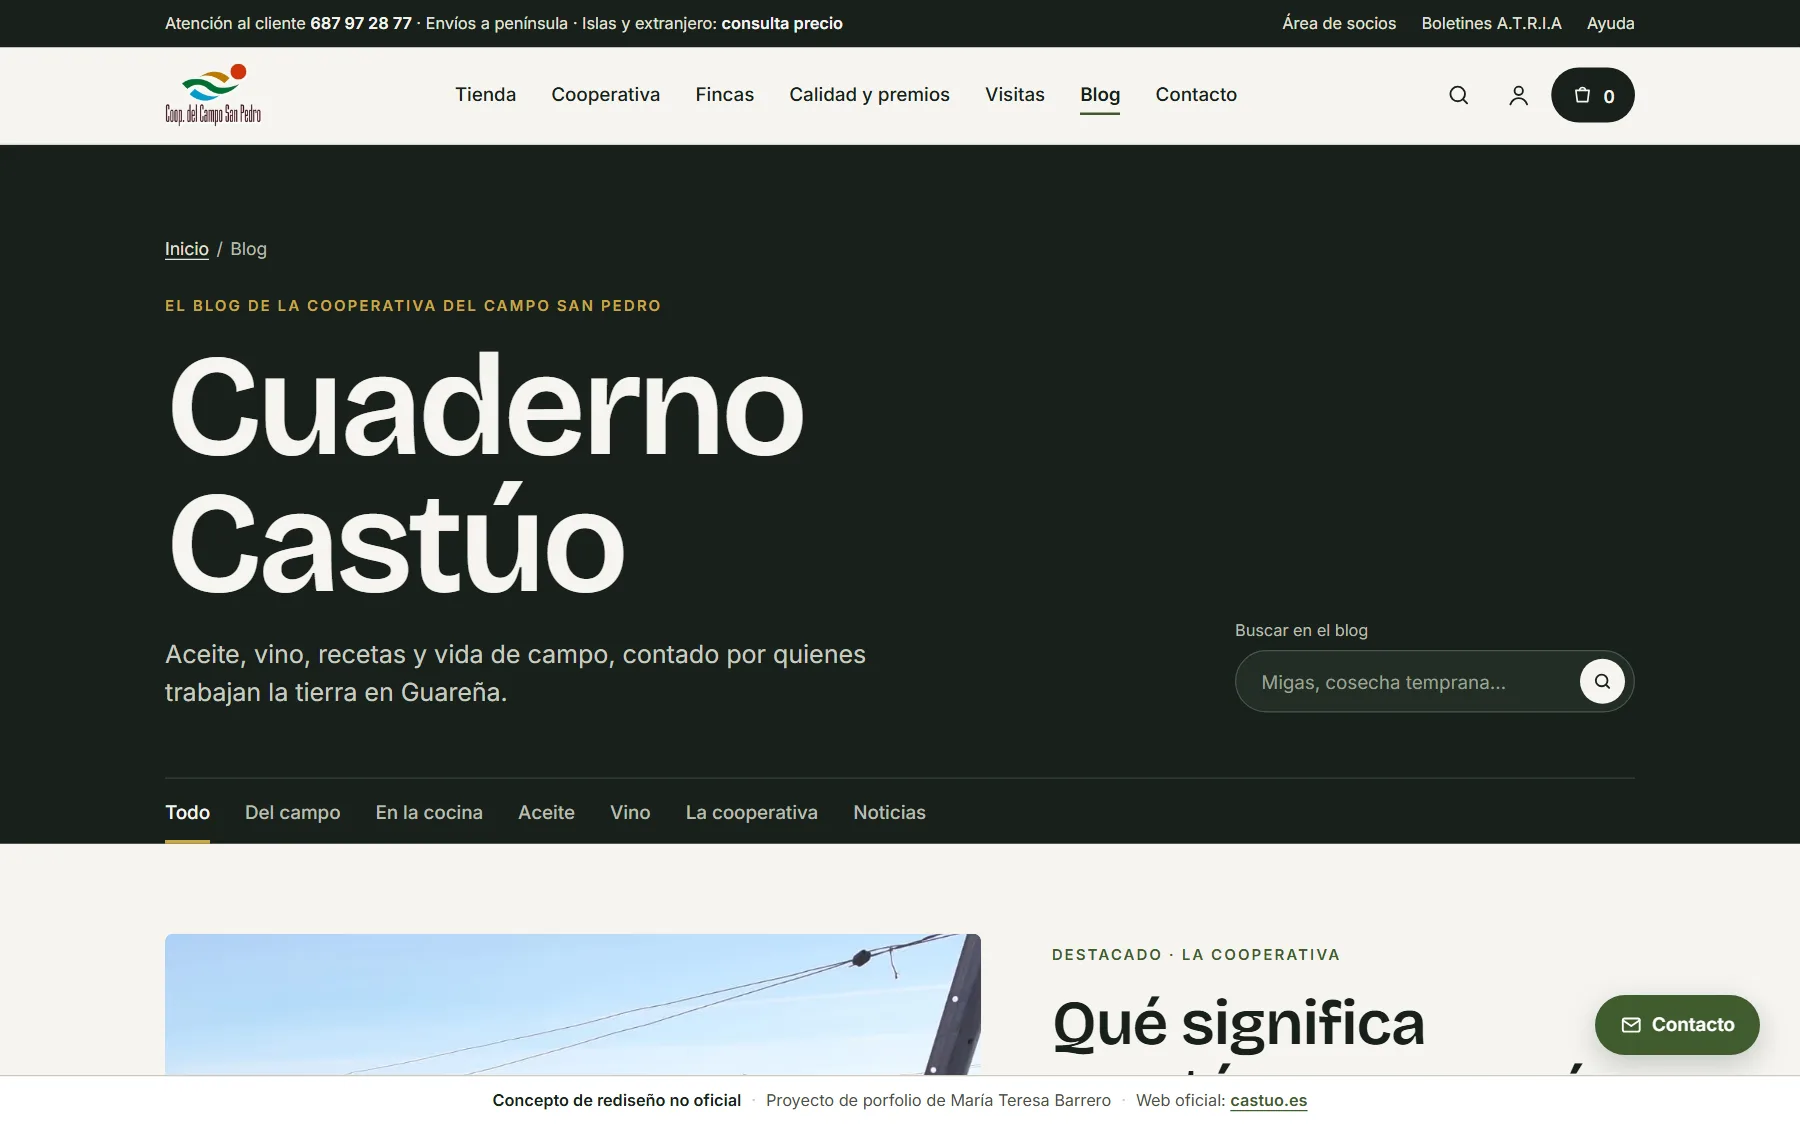 Atención al cliente 687 97 28 77 · Envíos a península · Islas y extranjero: consulta precio
Área de socios Boletines A.T.R.I.A Ayuda
Coop. del Campo San Pedro
Tienda Cooperativa Fincas Calidad y premios Visitas Blog Contacto
0
Inicio / Blog
EL BLOG DE LA COOPERATIVA DEL CAMPO SAN PEDRO
Cuaderno
Castúo
Aceite, vino, recetas y vida de campo, contado por quienes
trabajan la tierra en Guareña.
Buscar en el blog
Migas, cosecha temprana...
Todo Del campo En la cocina Aceite Vino La cooperativa Noticias
DESTACADO · LA COOPERATIVA
Qué significa
Contacto
Concepto de rediseño no oficial · Proyecto de porfolio de María Teresa Barrero · Web oficial: castuo.es